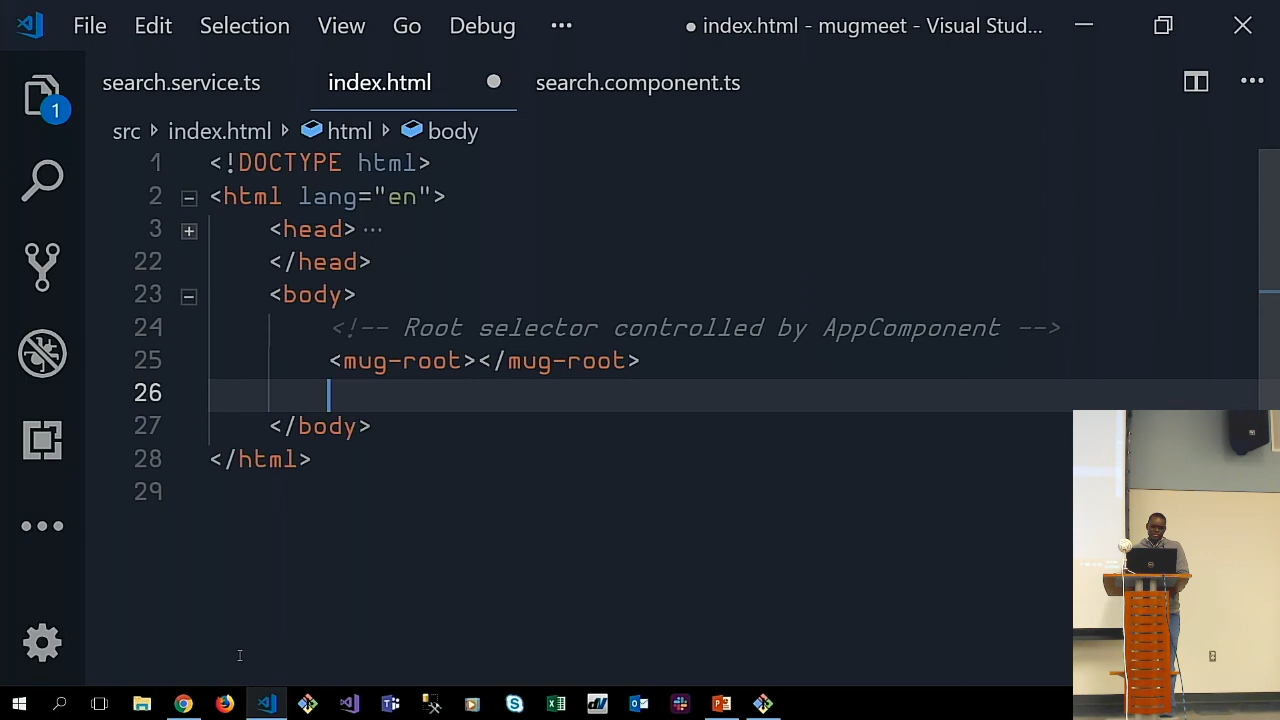 File Edit Selection View Go Debug ••• ● index.html - mugmeet - Visual Stud...
search.service.ts index.html search.component.ts
1
src index.html html body
1 <!DOCTYPE html>
2 <html lang="en">
3 <head>...
22 </head>
23 <body>
24 <!-- Root selector controlled by AppComponent -->
25 <mug-root></mug-root>
26
27 </body>
28 </html>
29